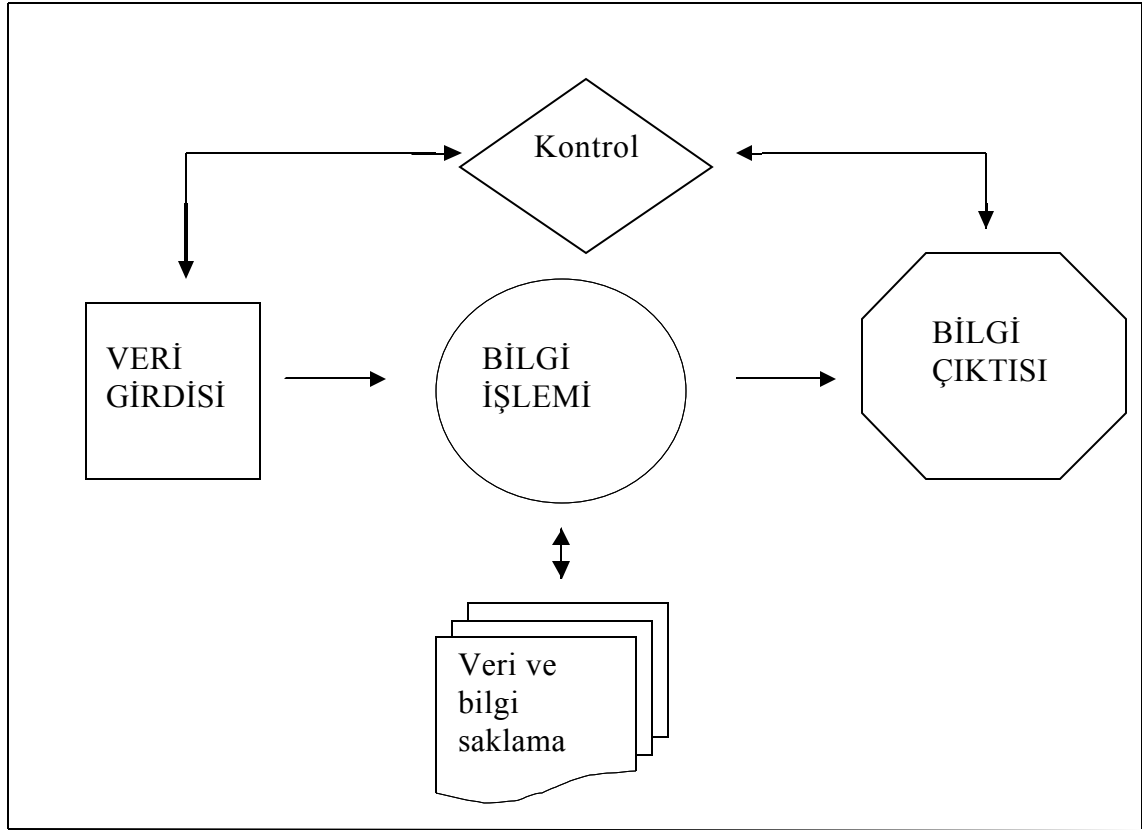 Kontrol
VERİ
GİRDİSİ
BİLGİ
İŞLEMİ
BİLGİ
ÇIKTISI
Veri ve
bilgi
saklama